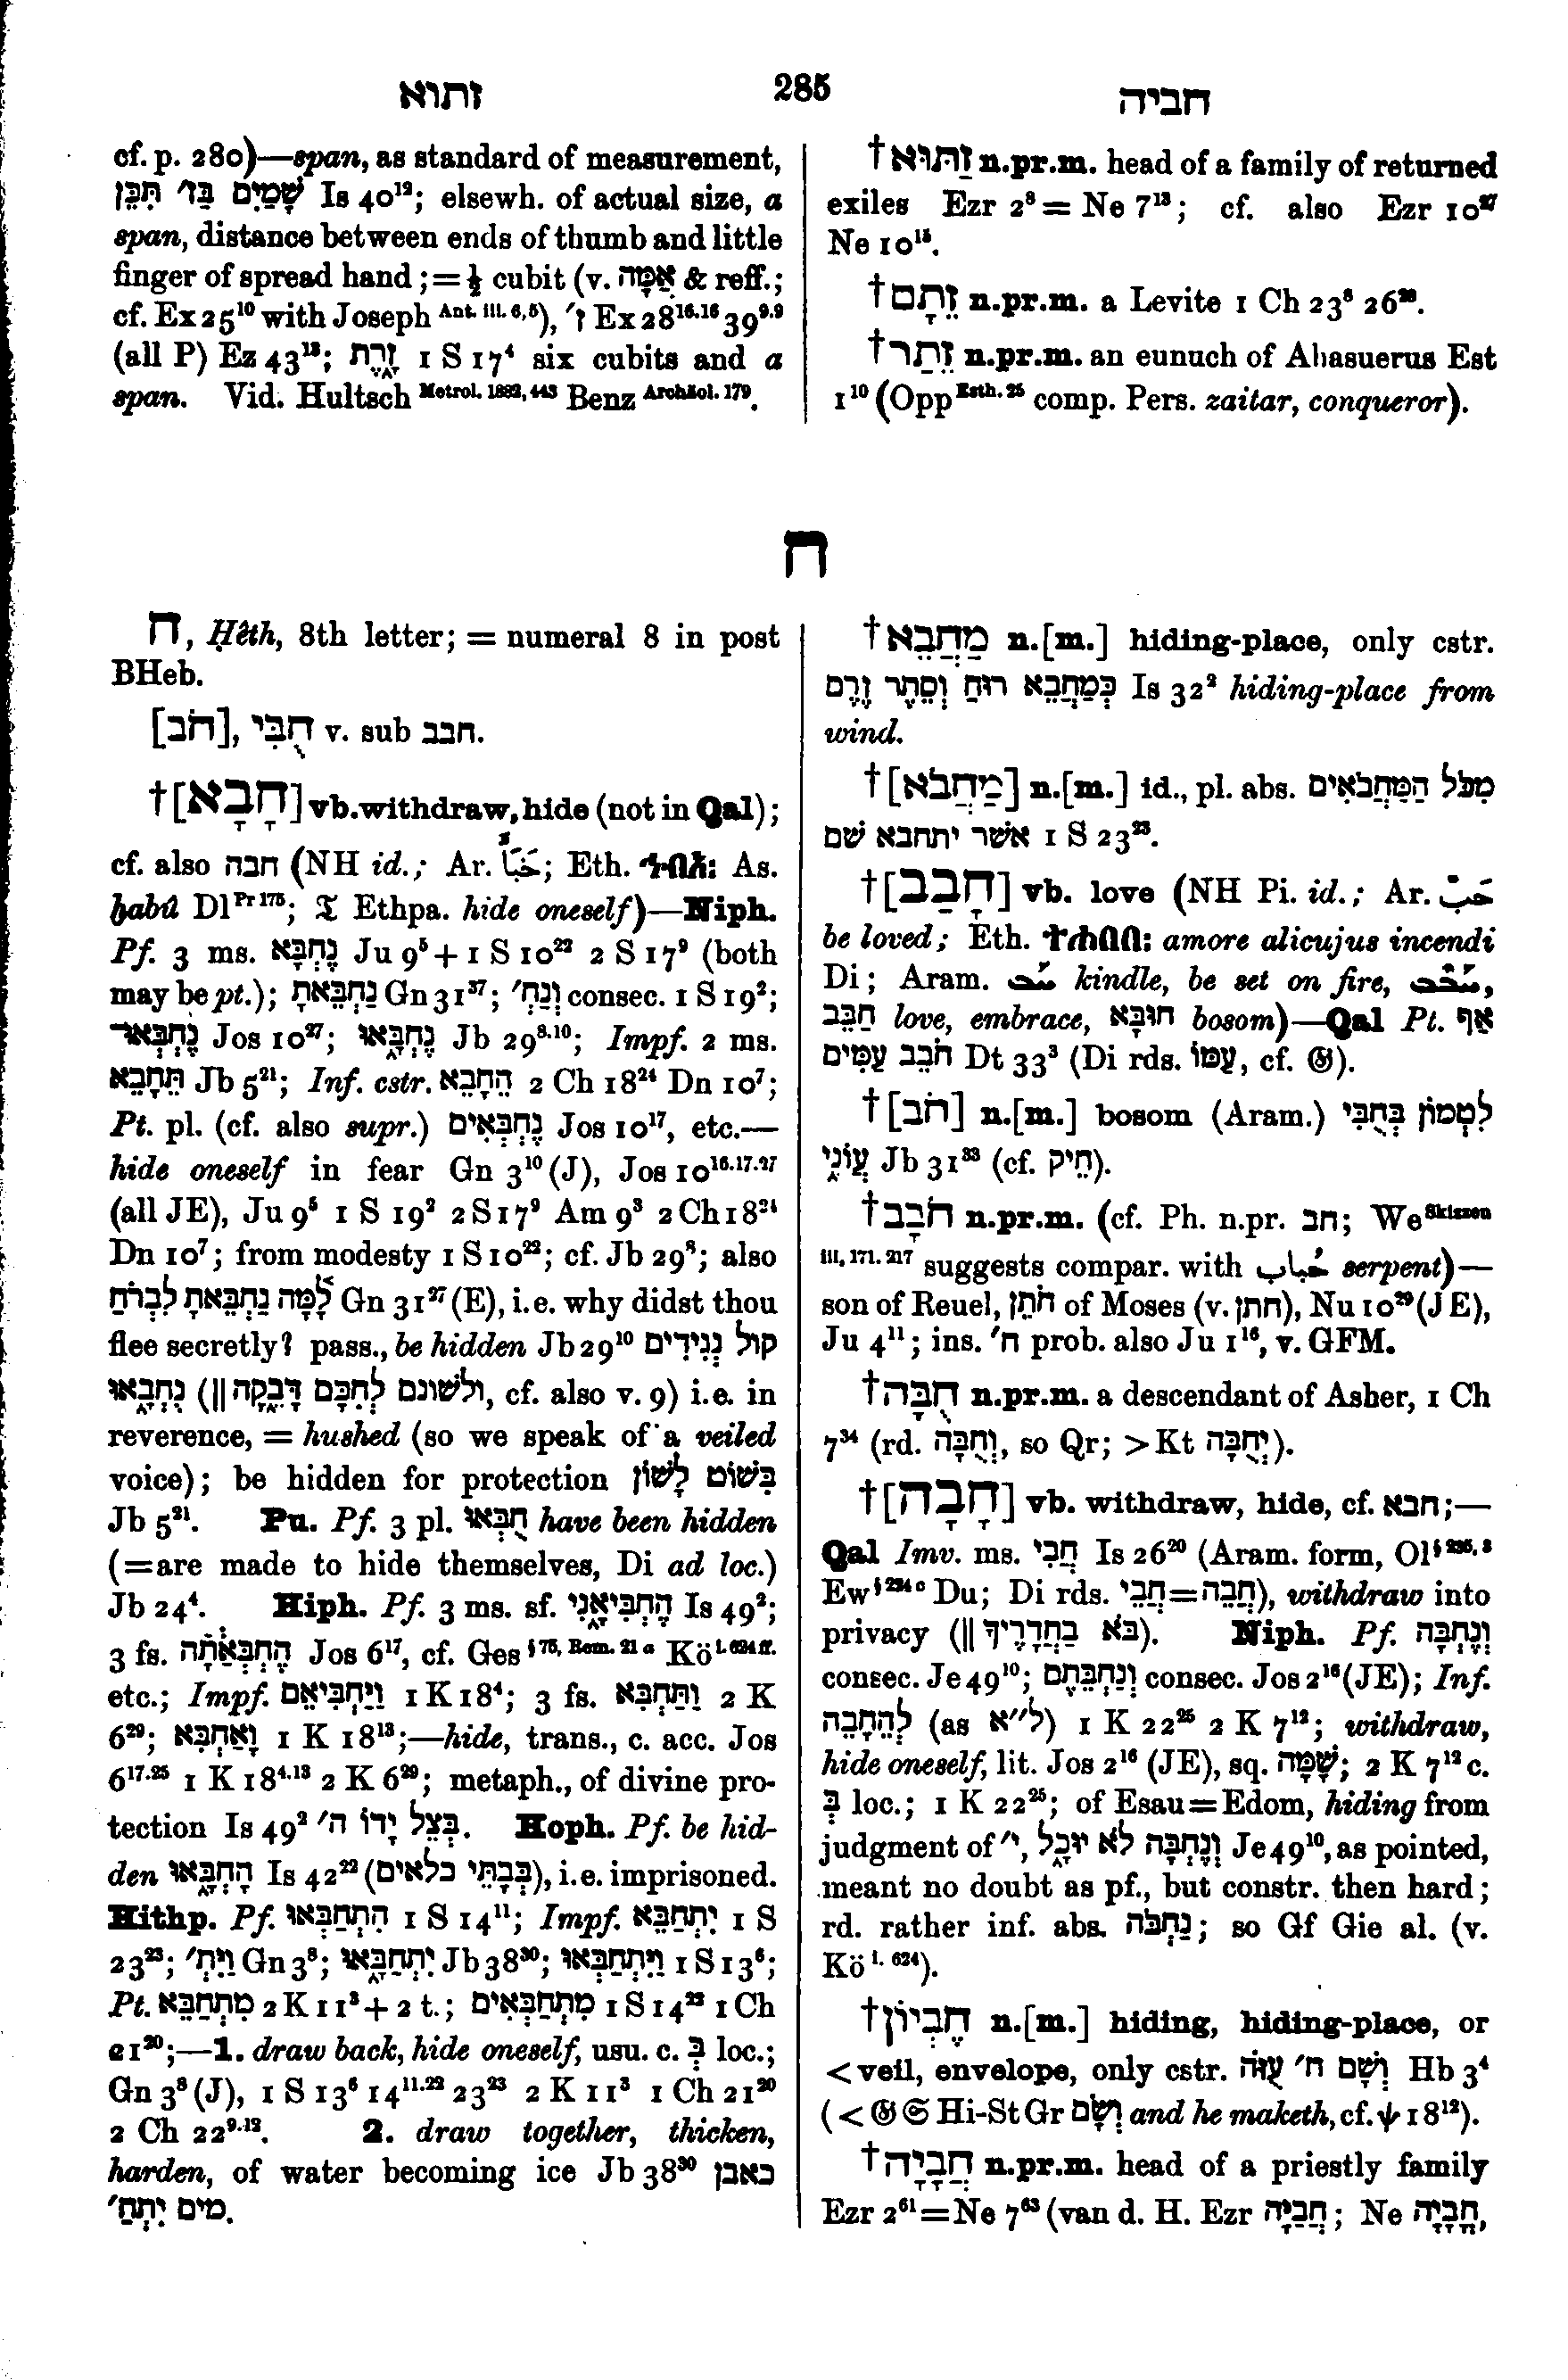 זתוא
285
חביה
cf. p. 280)—span, as standard of measurement,
שָׁמַיִם בַּז׳ תִּכֵּן Is 40¹²; elsewh. of actual size, a
span, distance between ends of thumb and little
finger of spread hand ; = ½ cubit (v. אַמָּה & reff.;
cf. Ex 25¹⁰ with Joseph Ant. iii. 6, 5), ז׳ Ex 28¹⁶·¹⁶ 39⁹·⁹
(all P) Ez 43¹³; זָרֶת 1 S 17⁴ six cubits and a
span. Vid. Hultsch Metrol. 1882, 443 Benz Archäol. 179.
†זַתּוּא n.pr.m. head of a family of returned
exiles Ezr 2⁸ = Ne 7¹³; cf. also Ezr 10²⁷
Ne 10¹⁵.
†זֵתָם n.pr.m. a Levite 1 Ch 23⁸ 26²².
†זֵתַר n.pr.m. an eunuch of Ahasuerus Est
1¹⁰ (Opp Esth. 25 comp. Pers. zaitar, conqueror).
ח
ח, Ḥêth, 8th letter; = numeral 8 in post
BHeb.
[חֹב], חֻבִּי v. sub חבב.
†[חָבָא] vb. withdraw, hide (not in Qal);
cf. also חבה (NH id.; Ar. خَبَأَ; Eth. ኀብአ: As.
ḫabû Dl Pr 175; 𝔗 Ethpa. hide oneself)—Niph.
Pf. 3 ms. נֶחְבָּא Ju 9⁵ + 1 S 10²² 2 S 17⁹ (both
may be pt.); נַחְבֵּאתָ Gn 31²⁷; וְנַח׳ consec. 1 S 19²;
נֶחְבְּאוּ Jos 10²⁷; נֶחְבָּאוּ Jb 29⁸·¹⁰; Impf. 2 ms.
תֵּחָבֵא Jb 5²¹; Inf. cstr. הֵחָבֵא 2 Ch 18²⁴ Dn 10⁷;
Pt. pl. (cf. also supr.) נֶחְבְּאִים Jos 10¹⁷, etc.—
hide oneself in fear Gn 3¹⁰ (J), Jos 10¹⁶·¹⁷·²⁷
(all JE), Ju 9⁵ 1 S 19² 2 S 17⁹ Am 9³ 2 Ch 18²⁴
Dn 10⁷; from modesty 1 S 10²²; cf. Jb 29⁸; also
לָמָּה נַחְבֵּאתָ לִבְרֹחַ Gn 31²⁷ (E), i.e. why didst thou
flee secretly? pass., be hidden Jb 29¹⁰ קוֹל נְגִידִים
נֶחְבָּאוּ (|| וּלְשׁוֹנם לְחִכָּם דָּבֵקָה, cf. also v. 9) i.e. in
reverence, = hushed (so we speak of a veiled
voice); be hidden for protection בְּשׁוֹט לָשׁוֹן
Jb 5²¹. Pu. Pf. 3 pl. חֻבְּאוּ have been hidden
(=are made to hide themselves, Di ad loc.)
Jb 24⁴. Hiph. Pf. 3 ms. sf. הֶחְבִּיאָנִי Is 49²;
3 fs. הֶחְבְּאַתָה Jos 6¹⁷, cf. Ges § 75, Rem. 21 a Kö i. 624 ff.
etc.; Impf. וַיַּחְבִּיאֵם 1 K 18⁴; 3 fs. וַתַּחְבִּא 2 K
6²⁹; וָאַחְבִּא 1 K 18¹³;—hide, trans., c. acc. Jos
6¹⁷·²⁵ 1 K 18⁴·¹³ 2 K 6²⁹; metaph., of divine pro-
tection Is 49² בְּצֵל יָדוֹ ה׳. Hoph. Pf. be hid-
den הָחְבָּאוּ Is 42²² (בְּבָתֵּי כלאים), i.e. imprisoned.
Hithp. Pf. הִתְחַבְּאוּ 1 S 14¹¹; Impf. יִתְחַבֵּא 1 S
23²³; וַיִּתְ׳ Gn 3⁸; יִתְחַבָּאוּ Jb 38³⁰; וַיִּתְחַבְּאוּ 1 S 13⁶;
Pt. מִתְחַבֵּא 2 K 11³ + 2 t.; מִתְחַבְּאִים 1 S 14²² 1 Ch
21²⁰;—1. draw back, hide oneself, usu. c. בְּ loc.;
Gn 3⁸ (J), 1 S 13⁶ 14¹¹·²² 23²³ 2 K 11³ 1 Ch 21²⁰
2 Ch 22⁹·¹². 2. draw together, thicken,
harden, of water becoming ice Jb 38³⁰ כאבן
מים יִתְחַ׳.
†מַחֲבֵא n.[m.] hiding-place, only cstr.
כְּמַחֲבֵא רוּחַ וְסֵתֶר זָרֶם Is 32² hiding-place from
wind.
†[מַחֲבֹא] n.[m.] id., pl. abs. מִכֹּל הַמַּחֲבֹאִים
אשׁר יתחבא שׁם 1 S 23²³.
†[חָבַב] vb. love (NH Pi. id.; Ar. حَبَّ
be loved; Eth. ተሐበበ: amore alicujus incendi
Di; Aram. ܚܒ kindle, be set on fire, ܚܒܒ,
חַבֵּב love, embrace, חוּבָּא bosom)—Qal Pt. אַף
חֹבֵב עַמִּים Dt 33³ (Di rds. עַמּוֹ, cf. 𝔊).
†[חֹב] n.[m.] bosom (Aram.) לִטְמוֹן בְּחֻבִּי
עֲוֹנִי Jb 31³³ (cf. חֵיק).
†חֹבָב n.pr.m. (cf. Ph. n.pr. חב; We Skizzen
iii, 171. 217 suggests compar. with حُباب serpent)—
son of Reuel, חֹתֵן of Moses (v. חתן), Nu 10²⁹ (JE),
Ju 4¹¹; ins. ח׳ prob. also Ju 1¹⁶, v. GFM.
†חֻבָּה n.pr.m. a descendant of Asher, 1 Ch
7³⁴ (rd. וְחֻבָּה, so Qr; > Kt יְחֻבָּה).
†[חָבָה] vb. withdraw, hide, cf. חבא;—
Qal Imv. ms. חֲבִי Is 26²⁰ (Aram. form, Ol § 235, 3
Ew § 224 c Du; Di rds. חֲבֵה=חֲבֵי), withdraw into
privacy (|| בֹּא בַחֲדָרֶיךָ). Niph. Pf. וְנֶחְבָּה
consec. Je 49¹⁰; וְנַחְבֵּתֶם consec. Jos 2¹⁶ (JE); Inf.
לְהֵחָבֵה (as ל״א) 1 K 22²⁵ 2 K 7¹²; withdraw,
hide oneself, lit. Jos 2¹⁶ (JE), sq. שָׁמָּה; 2 K 7¹² c.
בְּ loc.; 1 K 22²⁵; of Esau=Edom, hiding from
judgment of י׳, וְנֶחְבָּה לֹא יוּכָל Je 49¹⁰, as pointed,
meant no doubt as pf., but constr. then hard;
rd. rather inf. abs. נַחְבֹּה; so Gf Gie al. (v.
Kö i. 624).
†חֶבְיוֹן n.[m.] hiding, hiding-place, or
< veil, envelope, only cstr. וְשָׁם ח׳ עֻזֹּה Hb 3⁴
(< 𝔊 𝔖 Hi-St Gr וְשָׂם and he maketh, cf. ψ 18¹²).
†חֲבָיָה n.pr.m. head of a priestly family
Ezr 2⁶¹ = Ne 7⁶³ (van d. H. Ezr חֲבַיָּה; Ne חֳבָיָּה,